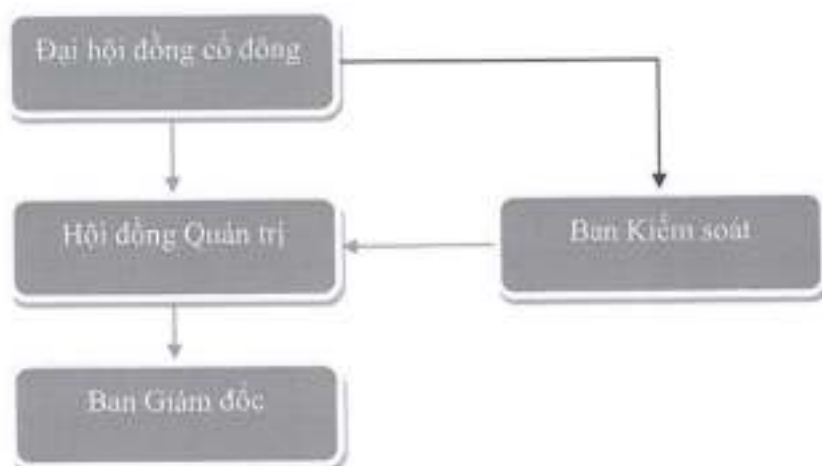 Đại hội đồng cổ đông
Hội đồng Quản trị
Ban Kiểm soát
Ban Giám đốc